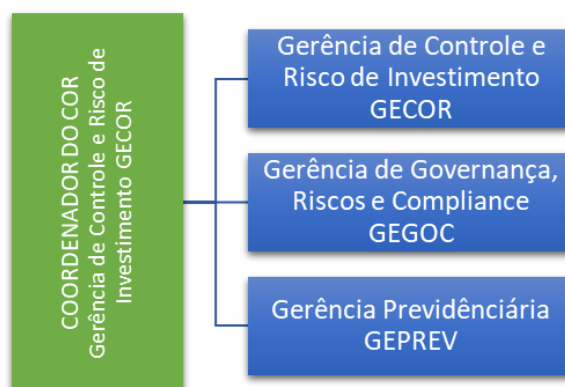 COORDENADOR DO COR
Gerência de Controle e Risco de
Investimento GECOR
Gerência de Controle e
Risco de Investimento
GECOR
Gerência de Governança,
Riscos e Compliance
GEGOC
Gerência Previdênciária
GEPREV